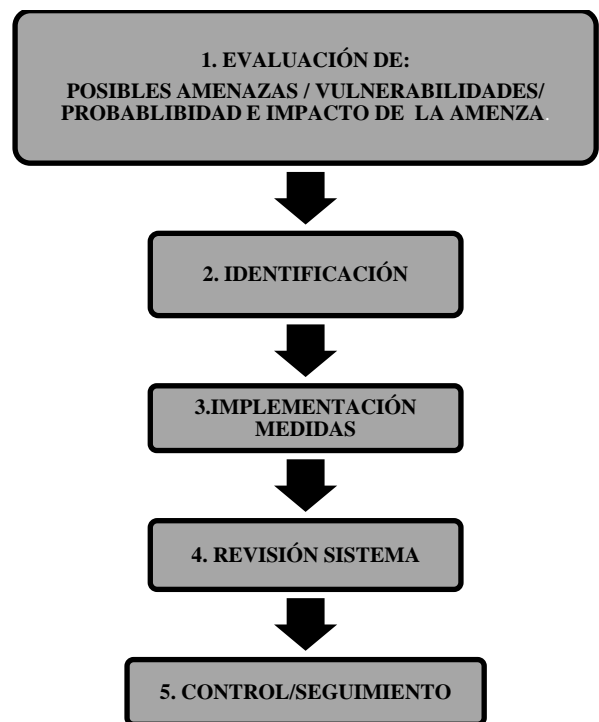 1. EVALUACIÓN DE:
POSIBLES AMENAZAS / VULNERABILIDADES/
PROBABLIBIDAD E IMPACTO DE LA AMENZA.
2. IDENTIFICACIÓN
3.IMPLEMENTACIÓN
MEDIDAS
4. REVISIÓN SISTEMA
5. CONTROL/SEGUIMIENTO